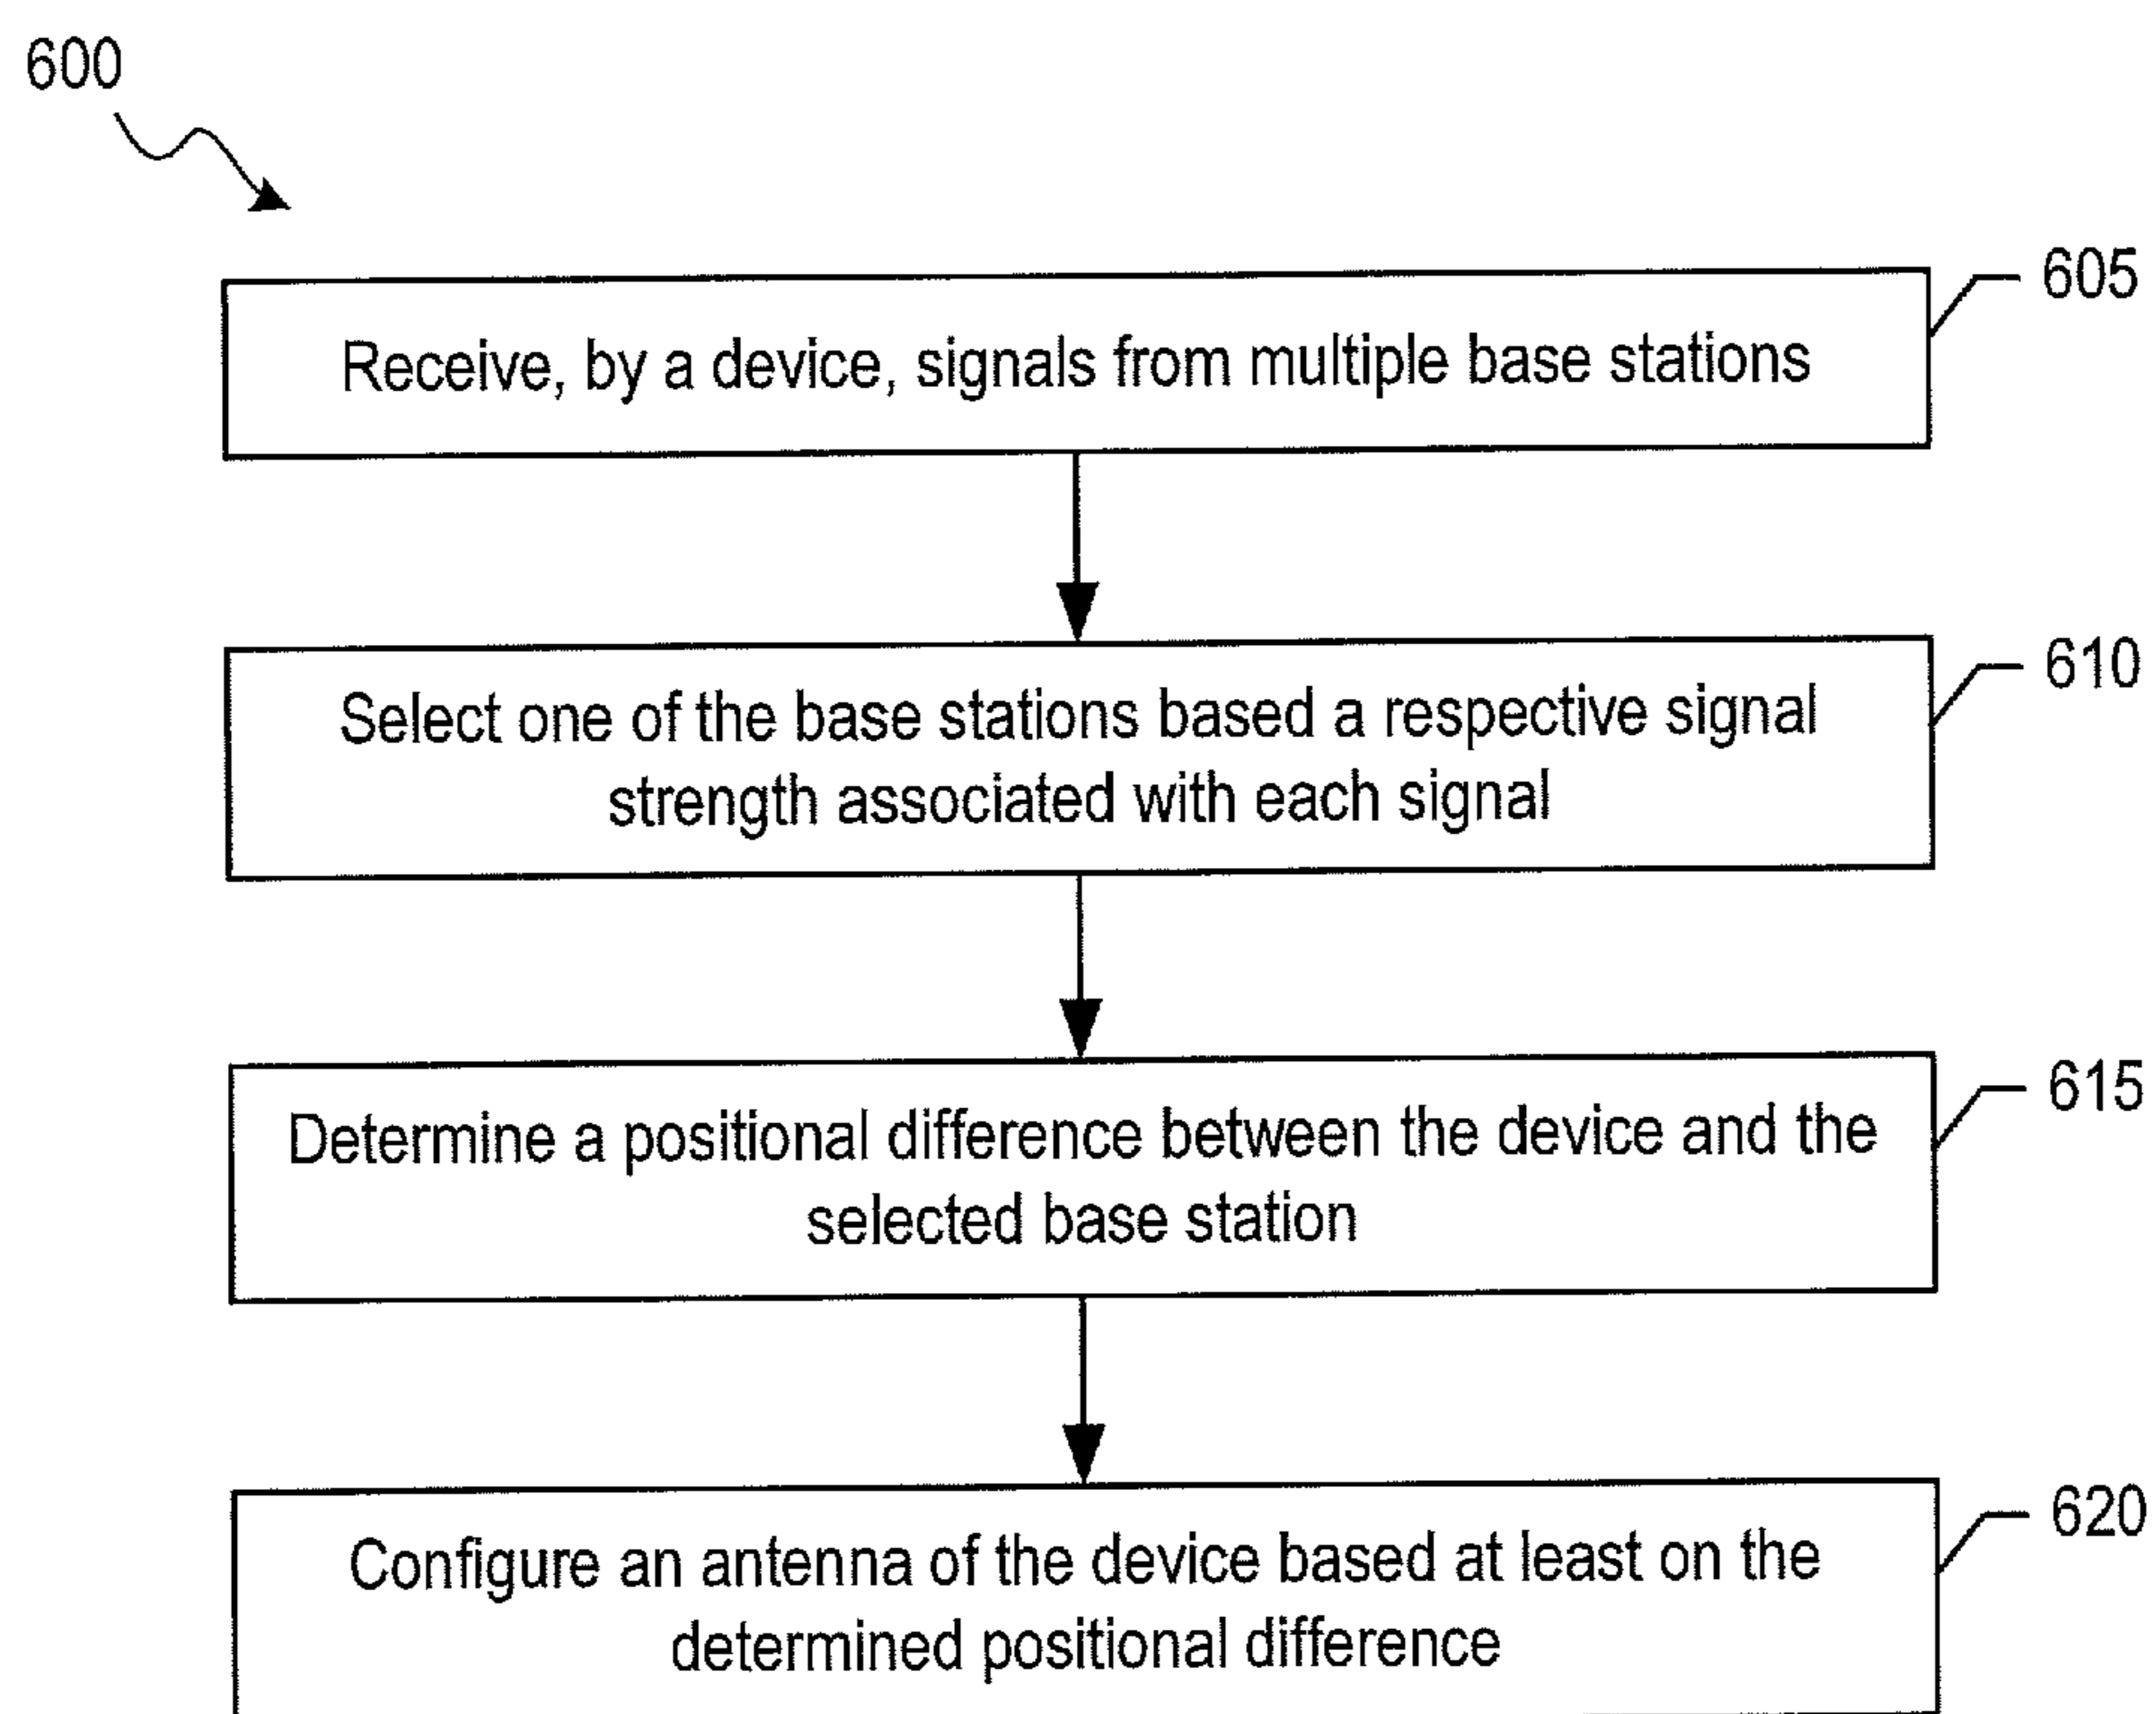 600
605
Receive, by a device, signals from multiple base stations
610
Select one of the base stations based a respective signal
strength associated with each signal
615
Determine a positional difference between the device and the
selected base station
620
Configure an antenna of the device based at least on the
determined positional difference